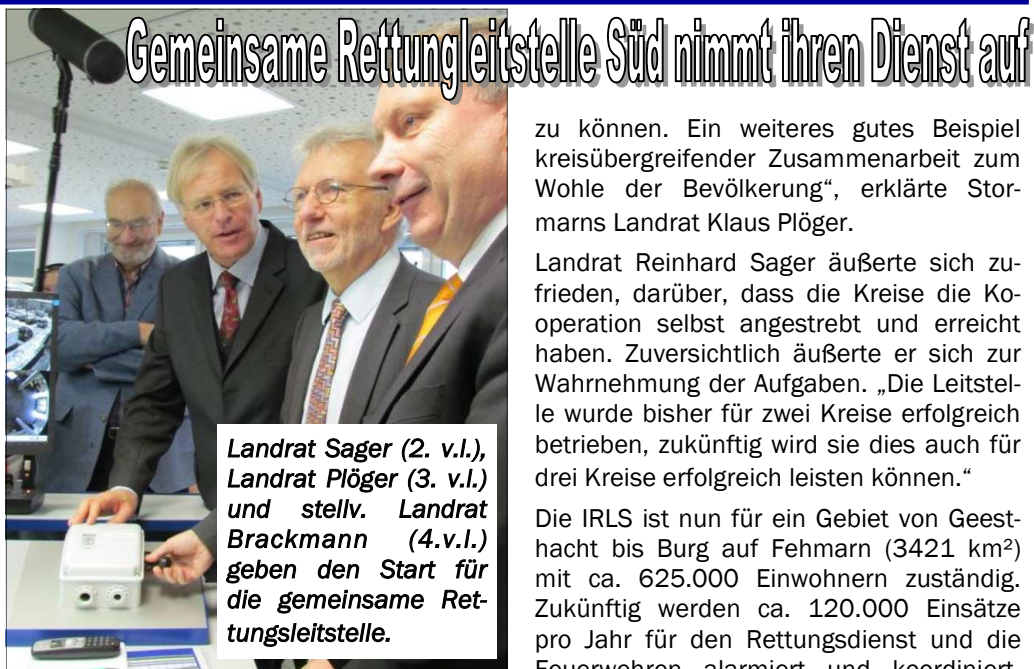 Gemeinsame Rettungleitstelle Süd nimmt ihren Dienst auf
Landrat Sager (2. v.l.),
Landrat Plöger (3. v.l.)
und stellv. Landrat
Brackmann (4.v.l.)
geben den Start für
die gemeinsame Ret-
tungsleitstelle.
zu können. Ein weiteres gutes Beispiel
kreisübergreifender Zusammenarbeit zum
Wohle der Bevölkerung“, erklärte Stor-
marns Landrat Klaus Plöger.
Landrat Reinhard Sager äußerte sich zu-
frieden, darüber, dass die Kreise die Ko-
operation selbst angestrebt und erreicht
haben. Zuversichtlich äußerte er sich zur
Wahrnehmung der Aufgaben. „Die Leitstel-
le wurde bisher für zwei Kreise erfolgreich
betrieben, zukünftig wird sie dies auch für
drei Kreise erfolgreich leisten können.“
Die IRLS ist nun für ein Gebiet von Geest-
hacht bis Burg auf Fehmarn (3421 km²)
mit ca. 625.000 Einwohnern zuständig.
Zukünftig werden ca. 120.000 Einsätze
pro Jahr für den Rettungsdienst und die
Feuerwehren alarmiert und koordiniert.